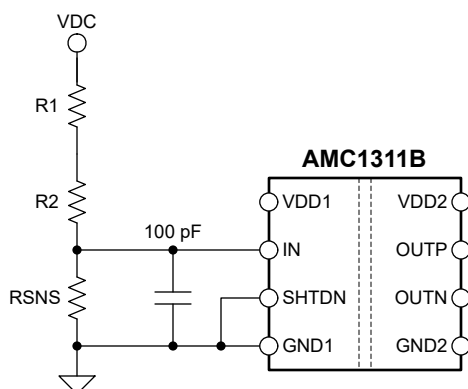 VDC
R1
AMC1311B
R2
VDD1
VDD2
100 pF
IN
OUTP
RSNS
SHTDN
OUTN
GND1
GND2